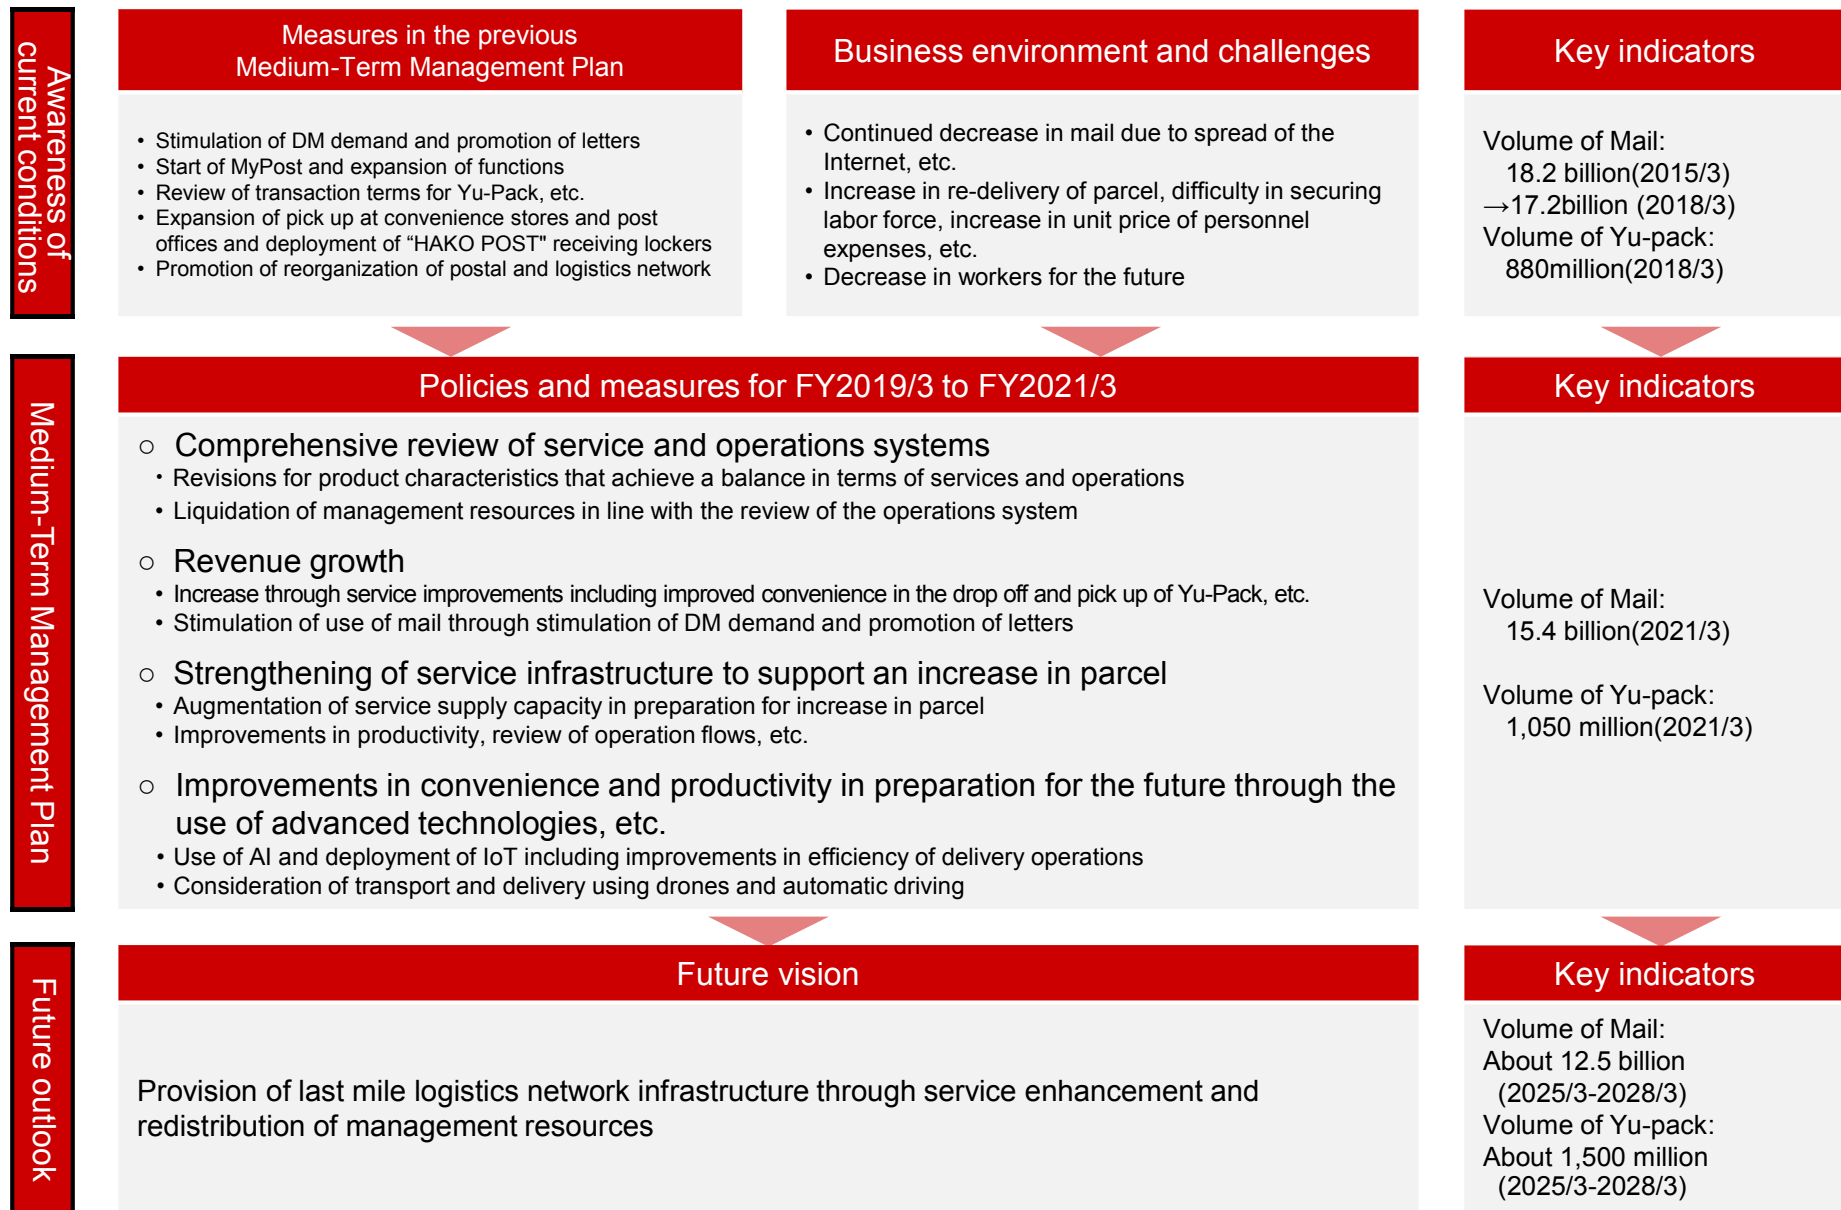 Awareness of
current conditions
Measures in the previous
Medium-Term Management Plan
• Stimulation of DM demand and promotion of letters
• Start of MyPost and expansion of functions
• Review of transaction terms for Yu-Pack, etc.
• Expansion of pick up at convenience stores and post
offices and deployment of “HAKO POST" receiving lockers
• Promotion of reorganization of postal and logistics network
Business environment and challenges
• Continued decrease in mail due to spread of the
Internet, etc.
• Increase in re-delivery of parcel, difficulty in securing
labor force, increase in unit price of personnel
expenses, etc.
• Decrease in workers for the future
Key indicators
Volume of Mail:
18.2 billion(2015/3)
→17.2billion (2018/3)
Volume of Yu-pack:
880million(2018/3)
Medium-Term Management Plan
Policies and measures for FY2019/3 to FY2021/3
○ Comprehensive review of service and operations systems
• Revisions for product characteristics that achieve a balance in terms of services and operations
• Liquidation of management resources in line with the review of the operations system
○ Revenue growth
• Increase through service improvements including improved convenience in the drop off and pick up of Yu-Pack, etc.
• Stimulation of use of mail through stimulation of DM demand and promotion of letters
○ Strengthening of service infrastructure to support an increase in parcel
• Augmentation of service supply capacity in preparation for increase in parcel
• Improvements in productivity, review of operation flows, etc.
○ Improvements in convenience and productivity in preparation for the future through the
use of advanced technologies, etc.
• Use of AI and deployment of IoT including improvements in efficiency of delivery operations
• Consideration of transport and delivery using drones and automatic driving
Key indicators
Volume of Mail:
15.4 billion(2021/3)
Volume of Yu-pack:
1,050 million(2021/3)
Future outlook
Future vision
Provision of last mile logistics network infrastructure through service enhancement and
redistribution of management resources
Key indicators
Volume of Mail:
About 12.5 billion
(2025/3-2028/3)
Volume of Yu-pack:
About 1,500 million
(2025/3-2028/3)